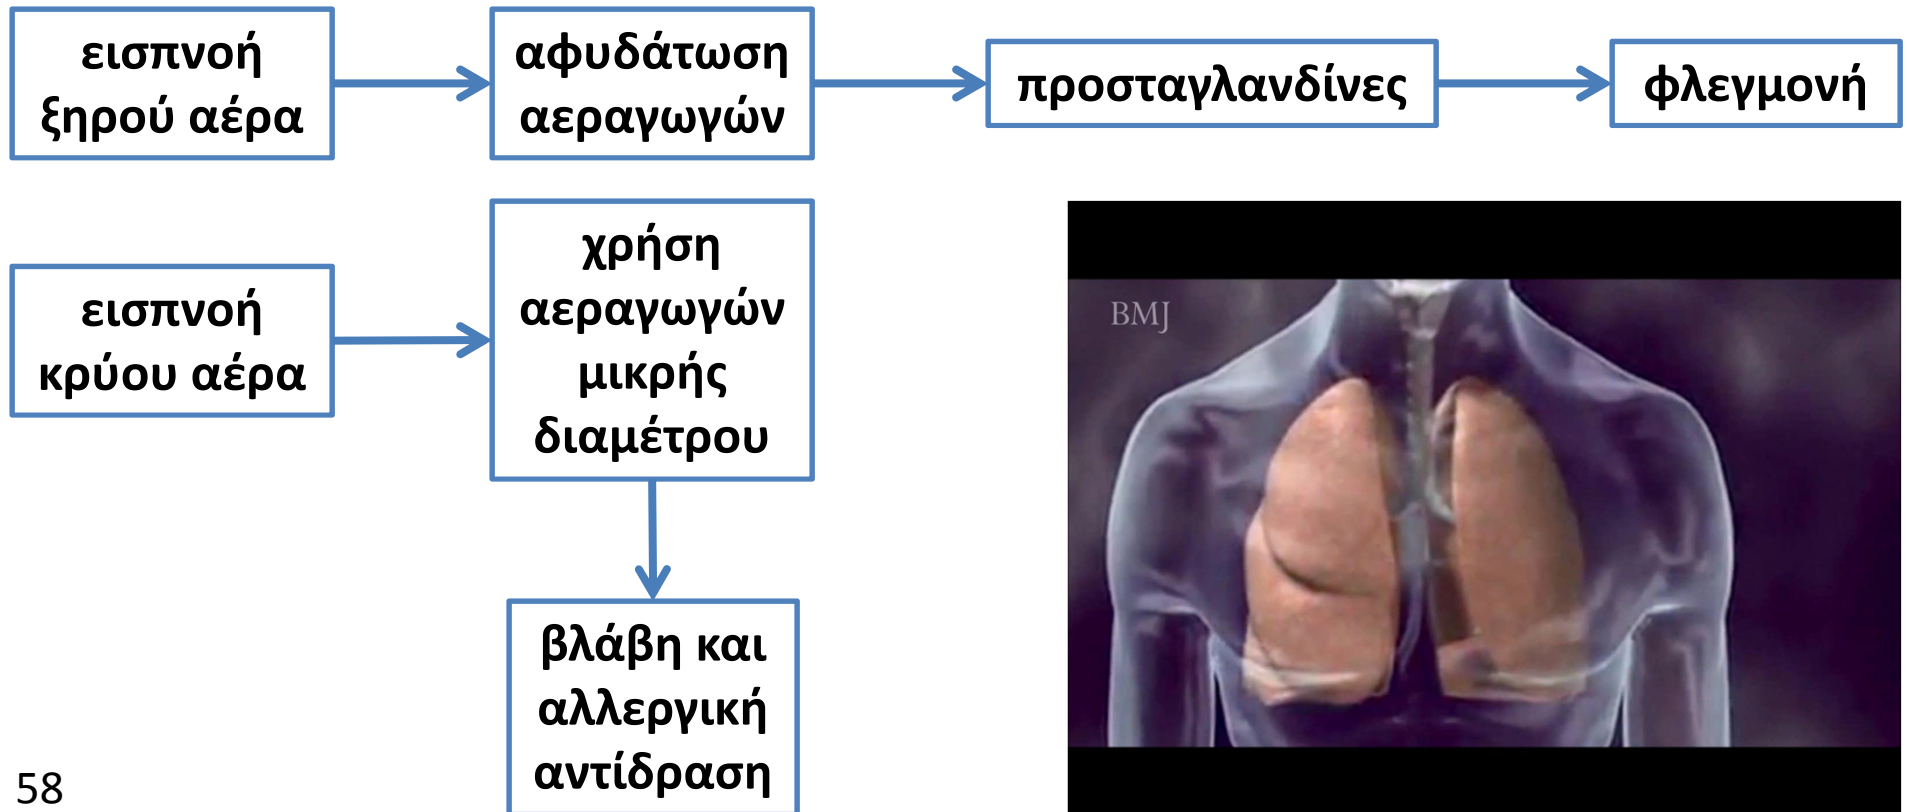 εισπνοή
ξηρού αέρα
αφυδάτωση
αεραγωγών
προσταγλανδίνες
φλεγμονή
εισπνοή
κρύου αέρα
χρήση
αεραγωγών
μικρής
διαμέτρου
βλάβη και
αλλεργική
αντίδραση
BMJ
58